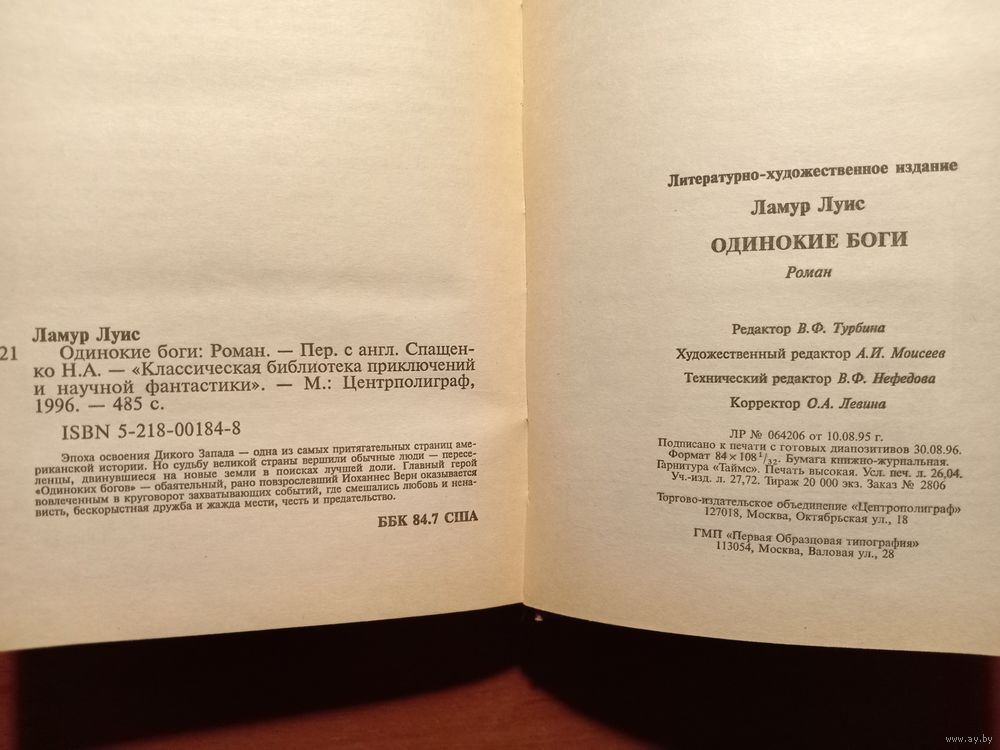 Ламур Луис
21 Одинокие боги: Роман. — Пер. с англ. Спащен-
ко Н.А. — «Классическая библиотека приключений
и научной фантастики». — М.: Центрполиграф,
1996. — 485 с.
ISBN 5-218-00184-8
Эпоха освоения Дикого Запада — одна из самых притягательных страниц аме-
риканской истории. Но судьбу великой страны вершили обычные люди — пересе-
ленцы, двинувшиеся на новые земли в поисках лучшей доли. Главный герой
«Одиноких богов» — обаятельный, рано повзрослевший Иоханнес Верн оказывается
вовлеченным в круговорот захватывающих событий, где смешались любовь и нена-
висть, бескорыстная дружба и жажда мести, честь и предательство.
ББК 84.7 США
Литературно-художественное издание
Ламур Луис
ОДИНОКИЕ БОГИ
Роман
Редактор В.Ф. Турбина
Художественный редактор А.И. Моисеев
Технический редактор В.Ф. Нефедова
Корректор О.А. Левина
ЛР № 064206 от 10.08.95 г.
Подписано к печати с готовых диапозитивов 30.08.96.
Формат 84×108 1/32. Бумага книжно-журнальная.
Гарнитура «Таймс». Печать высокая. Усл. печ. л. 26,04.
Уч.-изд. л. 27,72. Тираж 20 000 экз. Заказ № 2806
Торгово-издательское объединение «Центрполиграф»
127018, Москва, Октябрьская ул., 18
ГМП «Первая Образцовая типография»
113054, Москва, Валовая ул., 28
www.ay.by